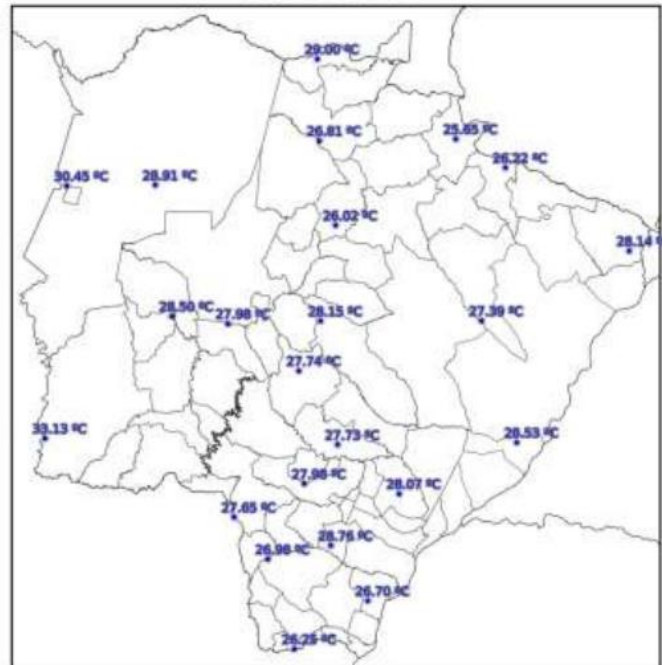 29.00 ºC
26.81 ºC
25.65 ºC
26.22 ºC
30.45 ºC
28.91 ºC
26.02 ºC
28.14 º
28.50 ºC
27.98 ºC
28.15 ºC
27.39 ºC
27.74 ºC
33.13 ºC
27.73 ºC
28.53 ºC
27.98 ºC
28.07 ºC
27.65 ºC
28.76 ºC
26.98 ºC
26.70 ºC
26.25 ºC